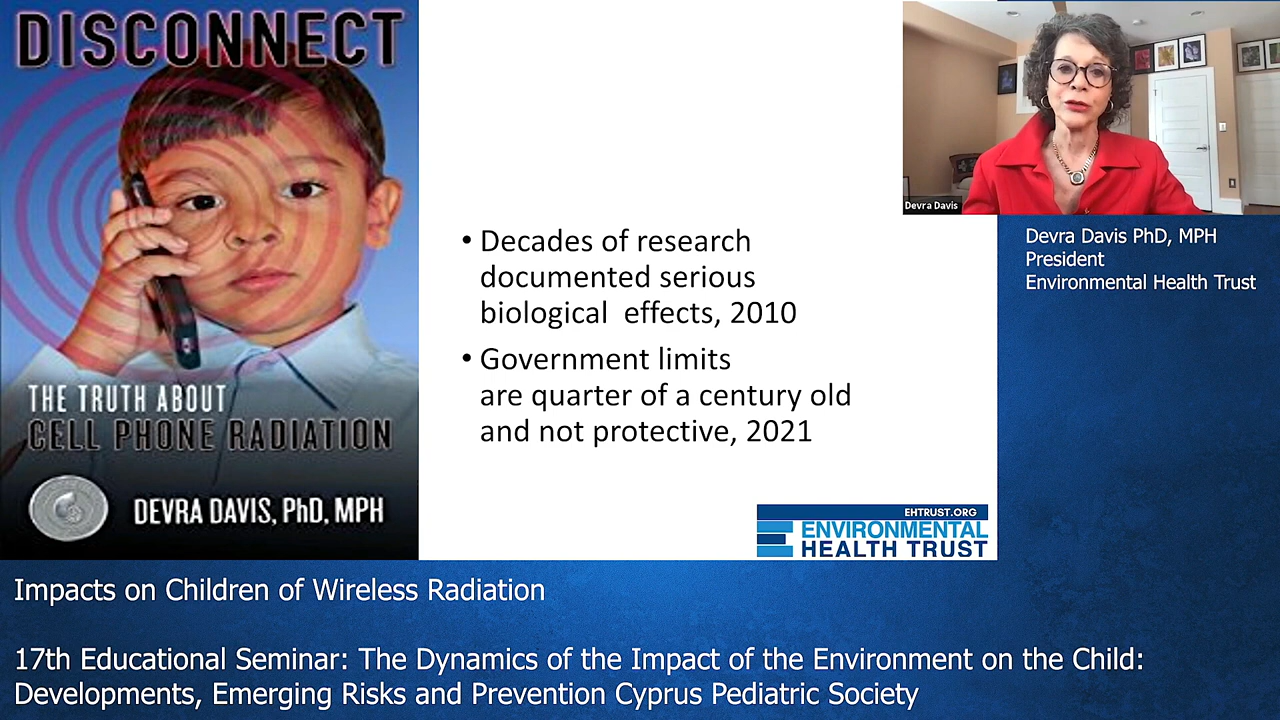 DISCONNECT
THE TRUTH ABOUT
CELL PHONE RADIATION
DEVRA DAVIS, PhD, MPH
• Decades of research
documented serious
biological effects, 2010
• Government limits
are quarter of a century old
and not protective, 2021
EHTRUST.ORG
ENVIRONMENTAL
HEALTH TRUST
Devra Davis
Devra Davis PhD, MPH
President
Environmental Health Trust
Impacts on Children of Wireless Radiation
17th Educational Seminar: The Dynamics of the Impact of the Environment on the Child:
Developments, Emerging Risks and Prevention Cyprus Pediatric Society